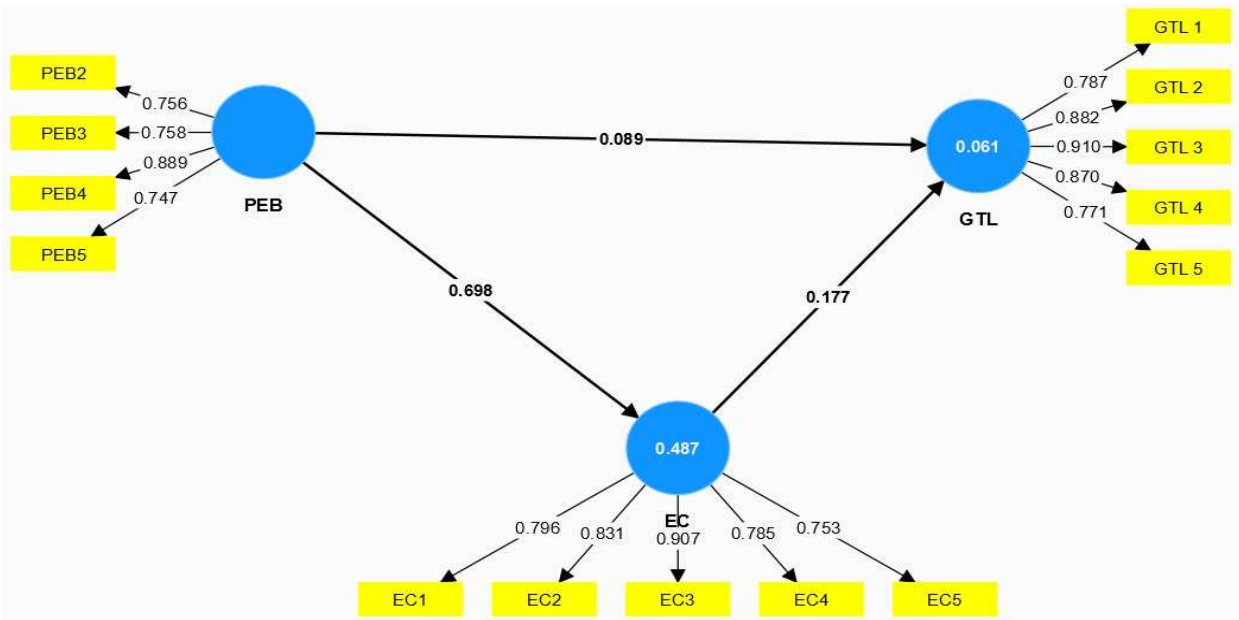 GTL 1
PEB2
0.787
GTL 2
0.756
0.882
PEB3
0.758
0.089
0.061
0.910
GTL 3
0.889
0.870
PEB4
0.747
PEB
GTL
0.771
GTL 4
PEB5
GTL 5
0.698
0.177
0.487
EC
0.796
0.831
0.907
0.785
0.753
EC1
EC2
EC3
EC4
EC5